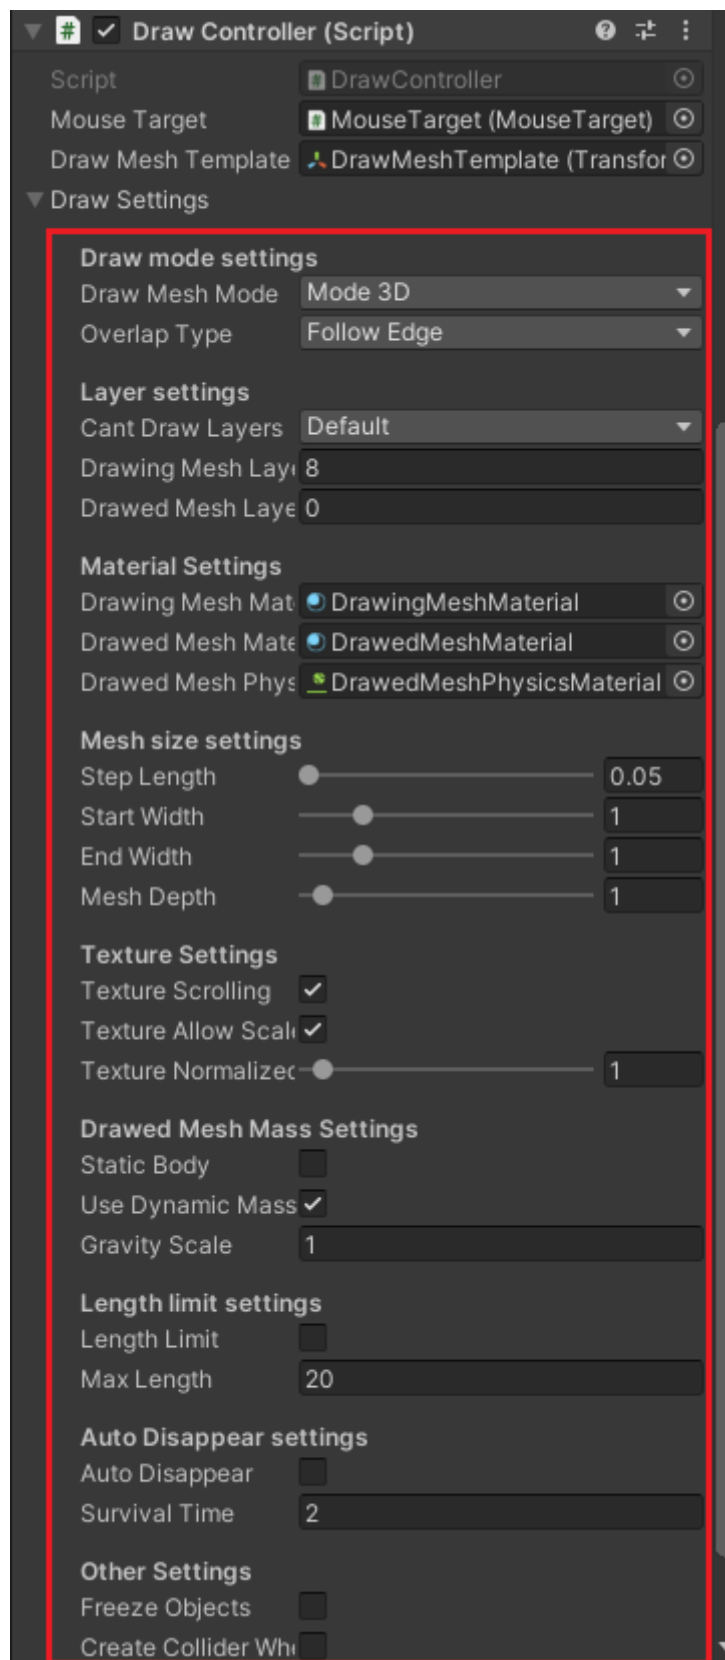 Draw Controller (Script)
Script DrawController
Mouse Target MouseTarget (MouseTarget)
Draw Mesh Template DrawMeshTemplate (Transfor
Draw Settings
Draw mode settings
Draw Mesh Mode Mode 3D
Overlap Type Follow Edge
Layer settings
Cant Draw Layers Default
Drawing Mesh Lay 8
Drawed Mesh Laye 0
Material Settings
Drawing Mesh Mat DrawingMeshMaterial
Drawed Mesh Mate DrawedMeshMaterial
Drawed Mesh Phys DrawedMeshPhysicsMaterial
Mesh size settings
Step Length 0.05
Start Width 1
End Width 1
Mesh Depth 1
Texture Settings
Texture Scrolling
Texture Allow Scal
Texture Normalized 1
Drawed Mesh Mass Settings
Static Body
Use Dynamic Mass
Gravity Scale 1
Length limit settings
Length Limit
Max Length 20
Auto Disappear settings
Auto Disappear
Survival Time 2
Other Settings
Freeze Objects
Create Collider Wh